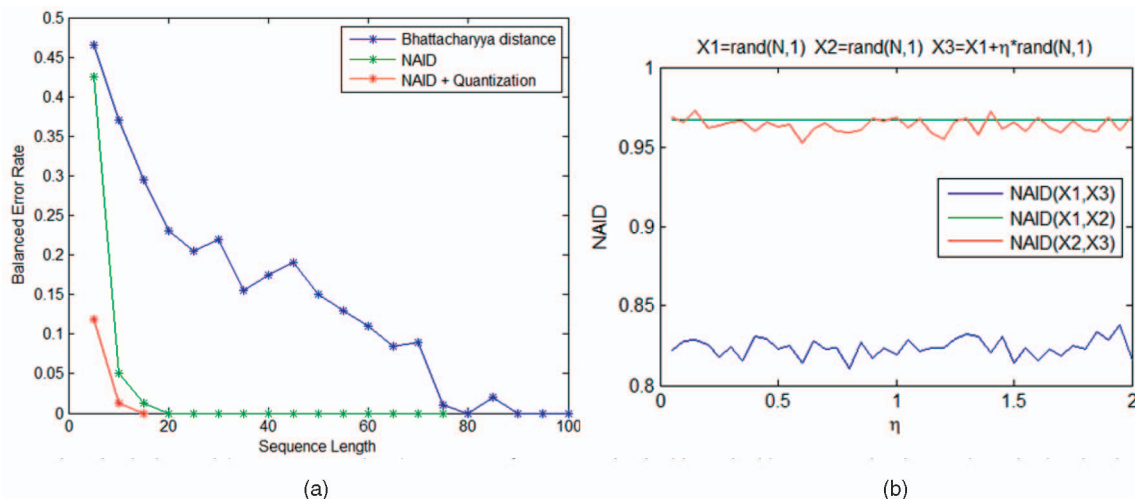 0.5
0.45
0.4
0.35
0.3
0.25
0.2
0.15
0.1
0.05
0
Balanced Error Rate
Bhattacharyya distance
NAID
NAID + Quantization
0 20 40 60 80 100
Sequence Length
(a)
X1=rand(N,1) X2=rand(N,1) X3=X1+η*rand(N,1)
1
0.95
0.9
0.85
0.8
NAID
NAID(X1,X3)
NAID(X1,X2)
NAID(X2,X3)
0 0.5 1 1.5 2
η
(b)